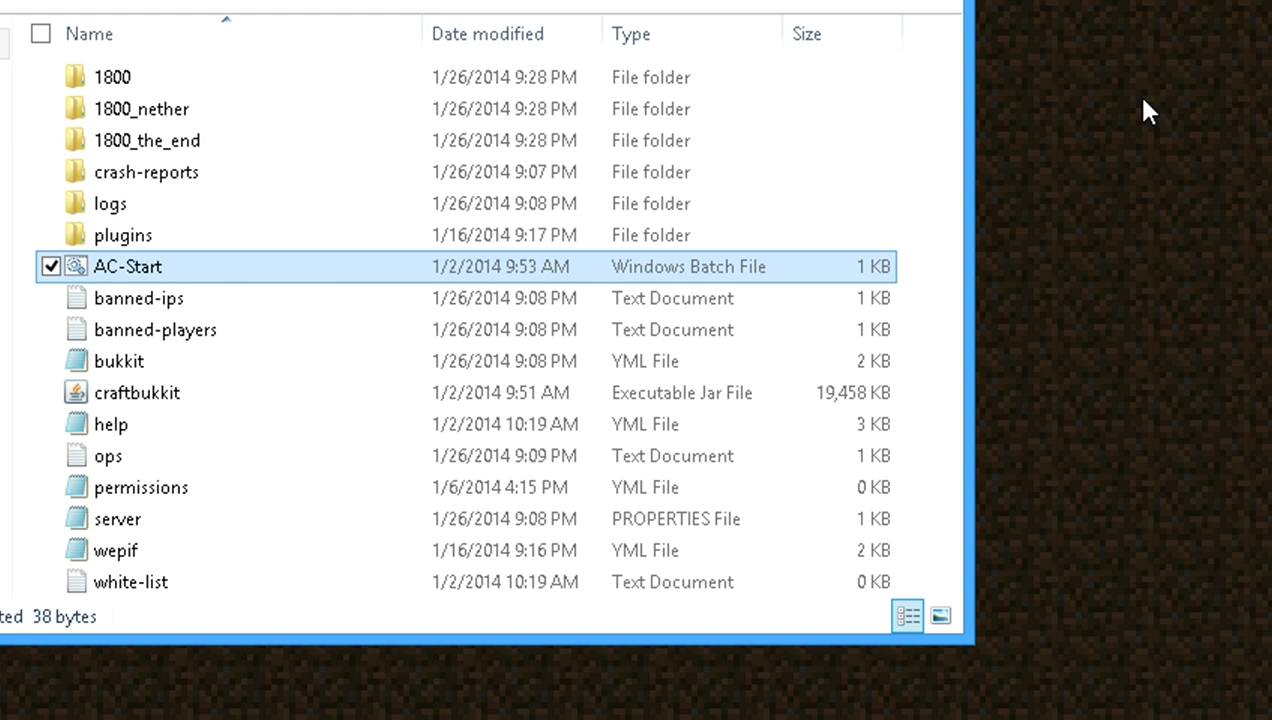 Name Date modified Type Size
1800 1/26/2014 9:28 PM File folder
1800_nether 1/26/2014 9:28 PM File folder
1800_the_end 1/26/2014 9:28 PM File folder
crash-reports 1/26/2014 9:07 PM File folder
logs 1/26/2014 9:08 PM File folder
plugins 1/16/2014 9:17 PM File folder
AC-Start 1/2/2014 9:53 AM Windows Batch File 1 KB
banned-ips 1/26/2014 9:08 PM Text Document 1 KB
banned-players 1/26/2014 9:08 PM Text Document 1 KB
bukkit 1/26/2014 9:08 PM YML File 2 KB
craftbukkit 1/2/2014 9:51 AM Executable Jar File 19,458 KB
help 1/2/2014 10:19 AM YML File 3 KB
ops 1/26/2014 9:09 PM Text Document 1 KB
permissions 1/6/2014 4:15 PM YML File 0 KB
server 1/26/2014 9:08 PM PROPERTIES File 1 KB
wepif 1/16/2014 9:16 PM YML File 2 KB
white-list 1/2/2014 10:19 AM Text Document 0 KB
ted 38 bytes